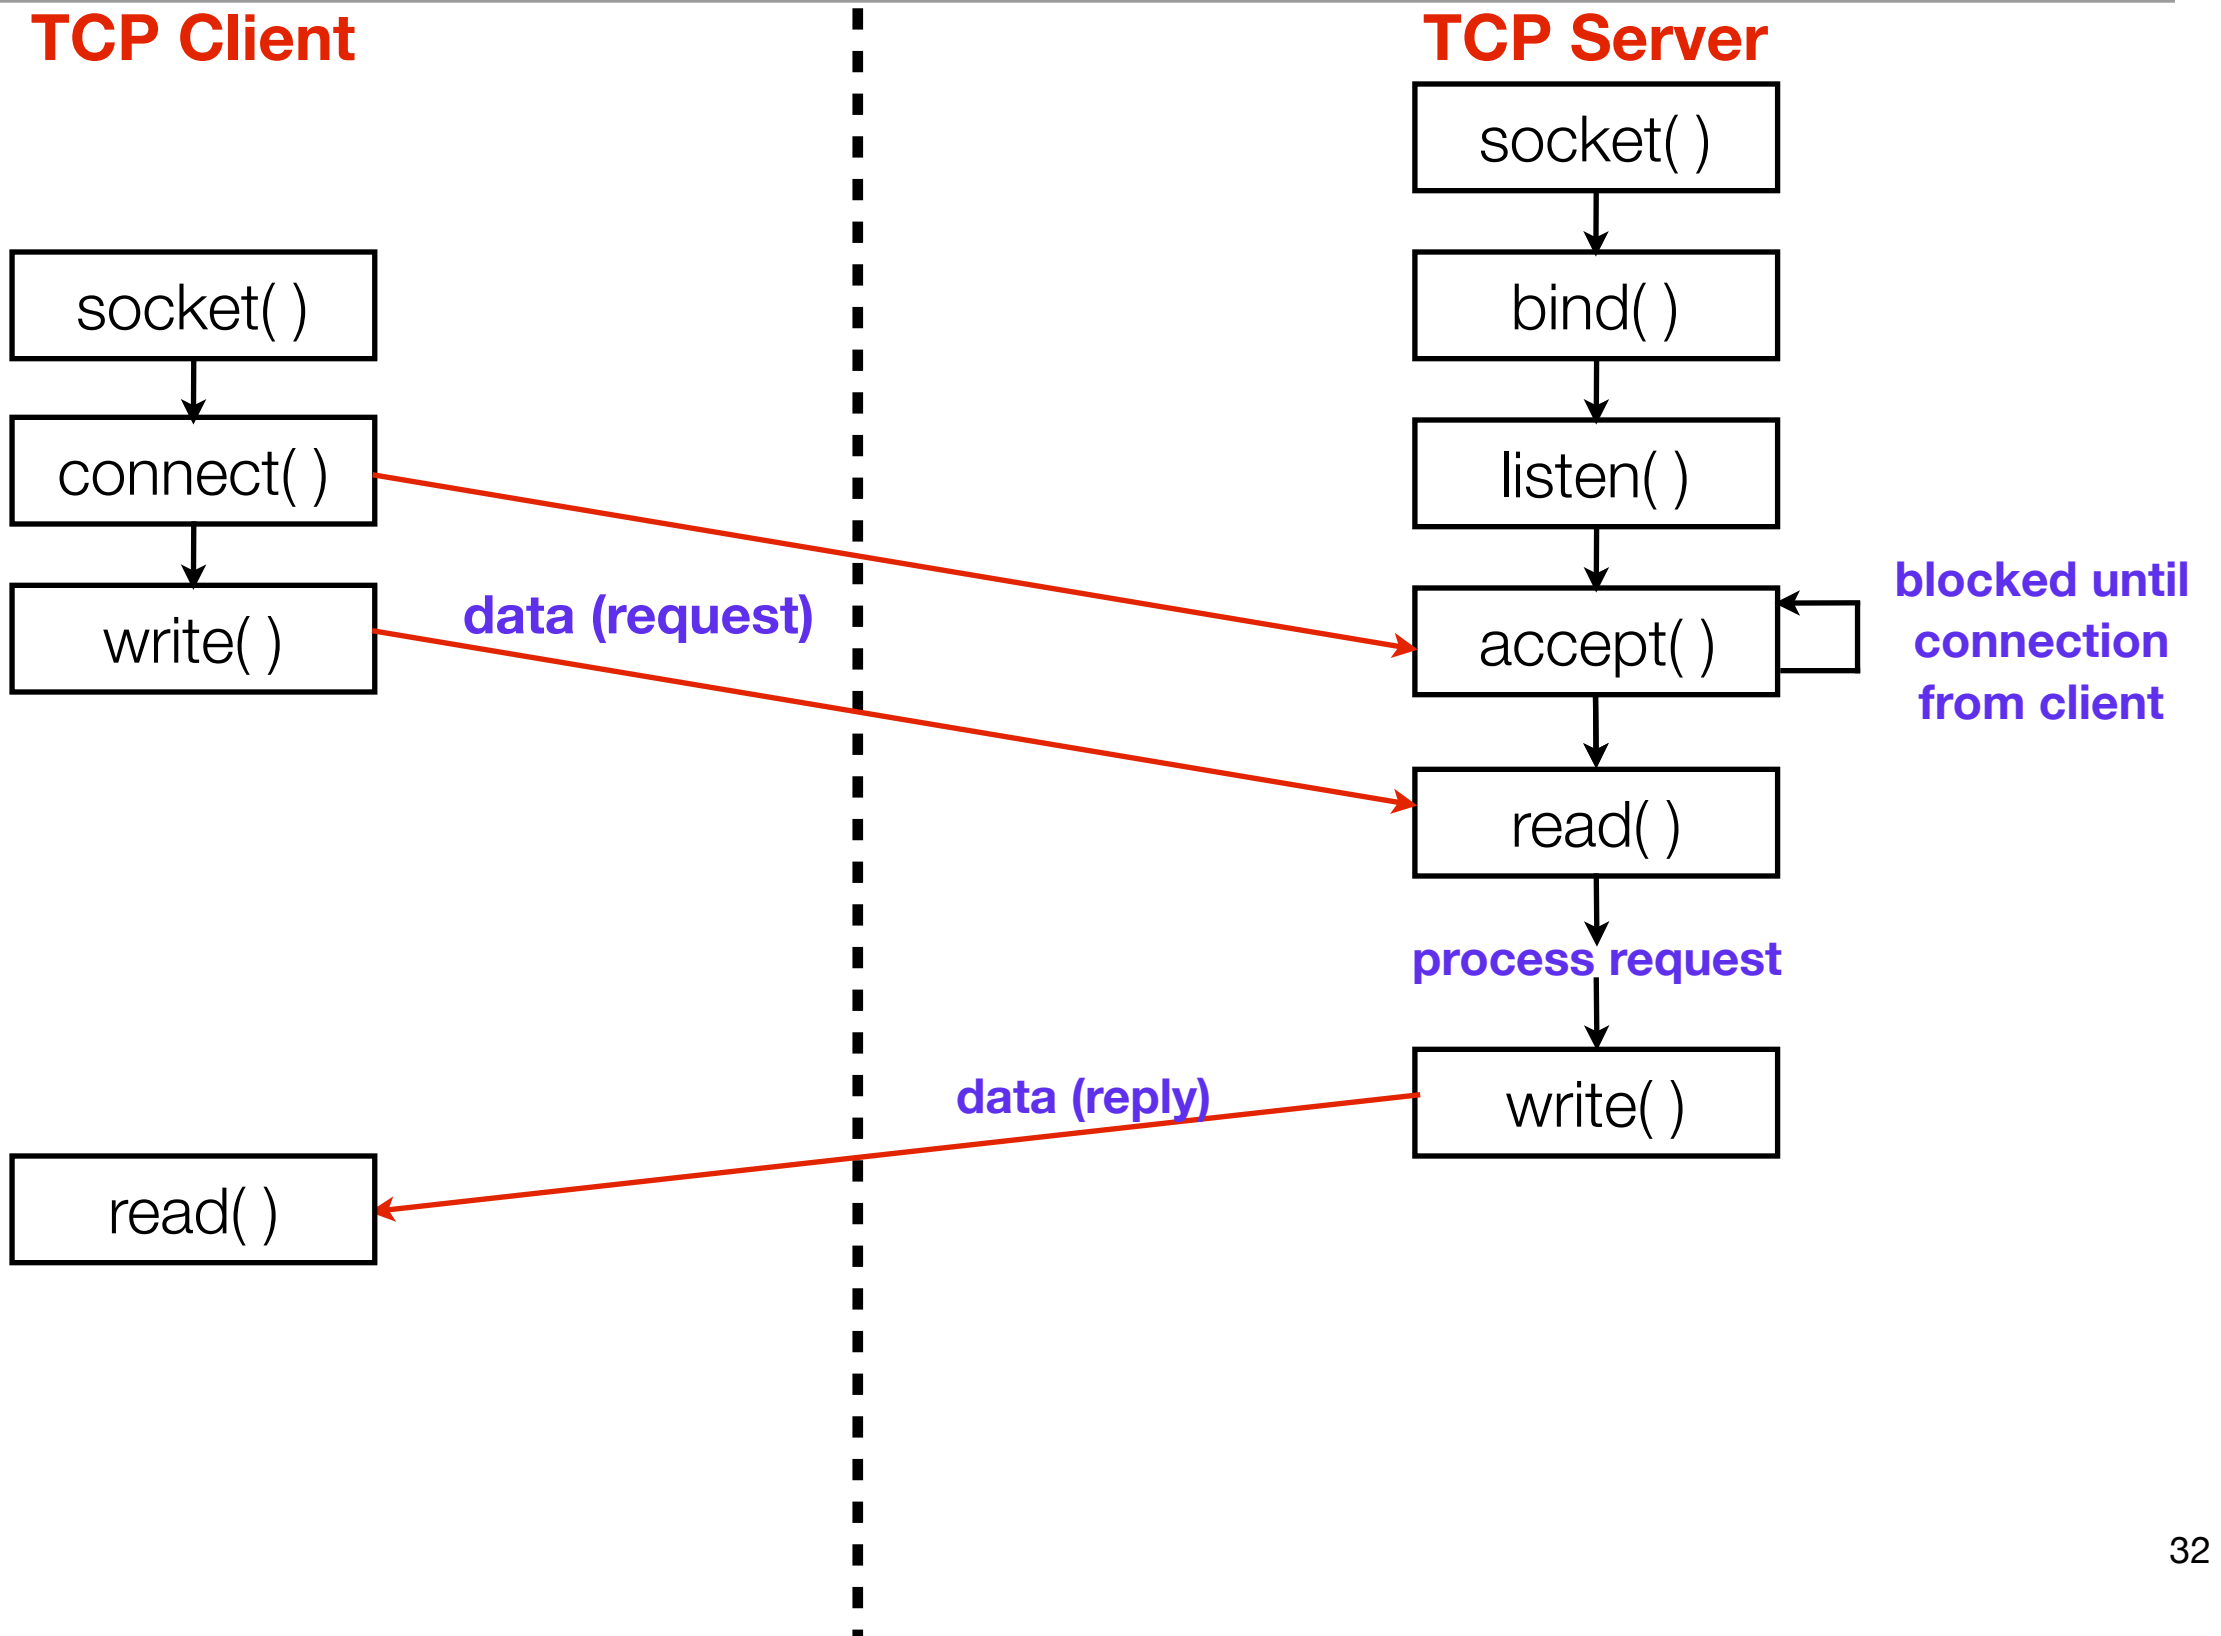 TCP Client
TCP Server
socket( )
socket( )
bind( )
connect( )
listen( )
write( )
data (request)
accept( )
blocked until
connection
from client
read( )
process request
data (reply)
write( )
read( )
32